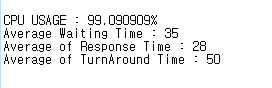 CPU USAGE : 99.090909%
Average Waiting Time : 35
Average of Response Time : 28
Average of TurnAround Time : 50